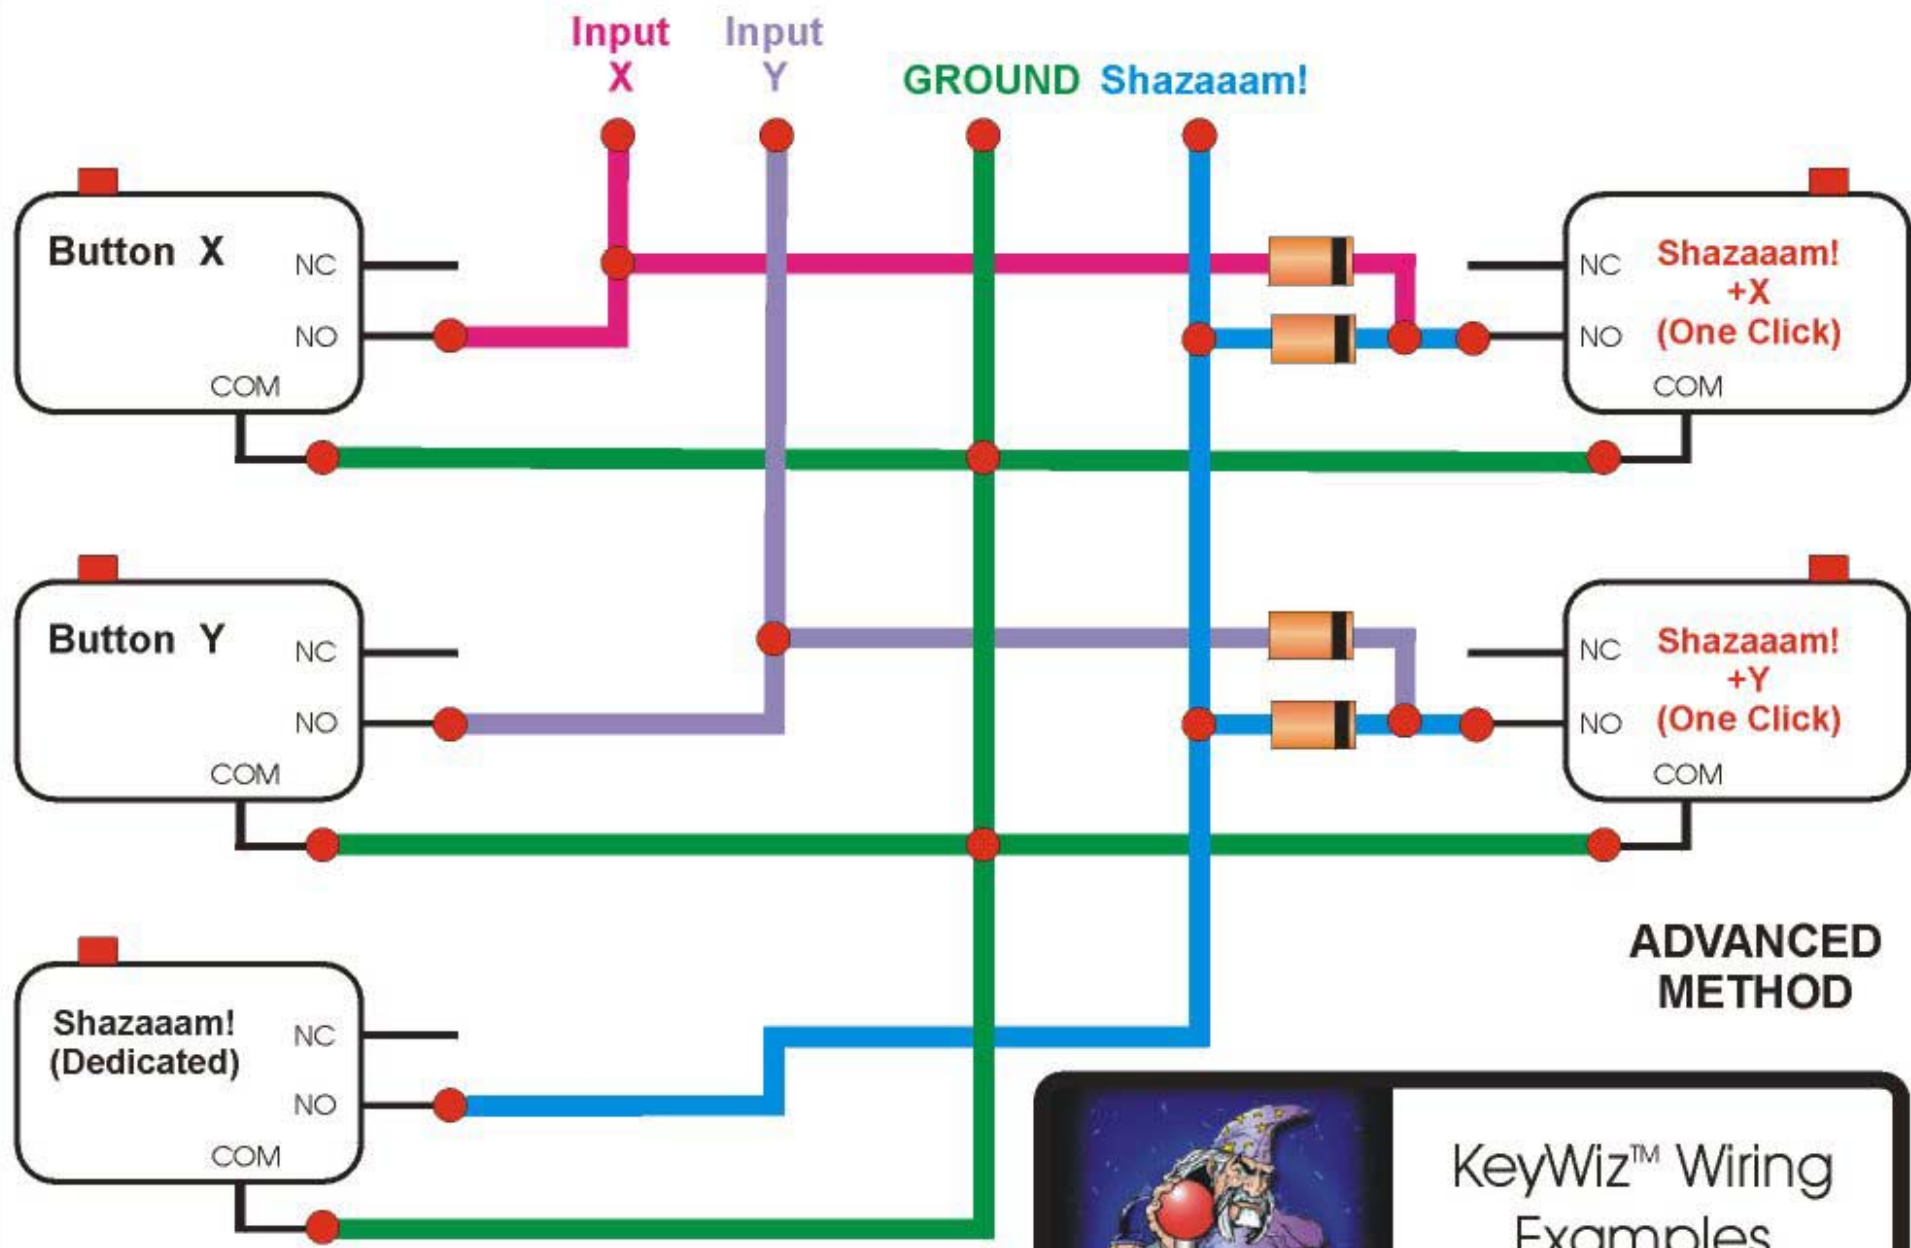 Input
X
Input
Y
GROUND
Shazaaam!
Button X
NC
NO
COM
Shazaaam!
+X
(One Click)
NC
NO
COM
Button Y
NC
NO
COM
Shazaaam!
+Y
(One Click)
NC
NO
COM
ADVANCED
METHOD
Shazaaam!
(Dedicated)
NC
NO
COM
KeyWiz™ Wiring
Examples